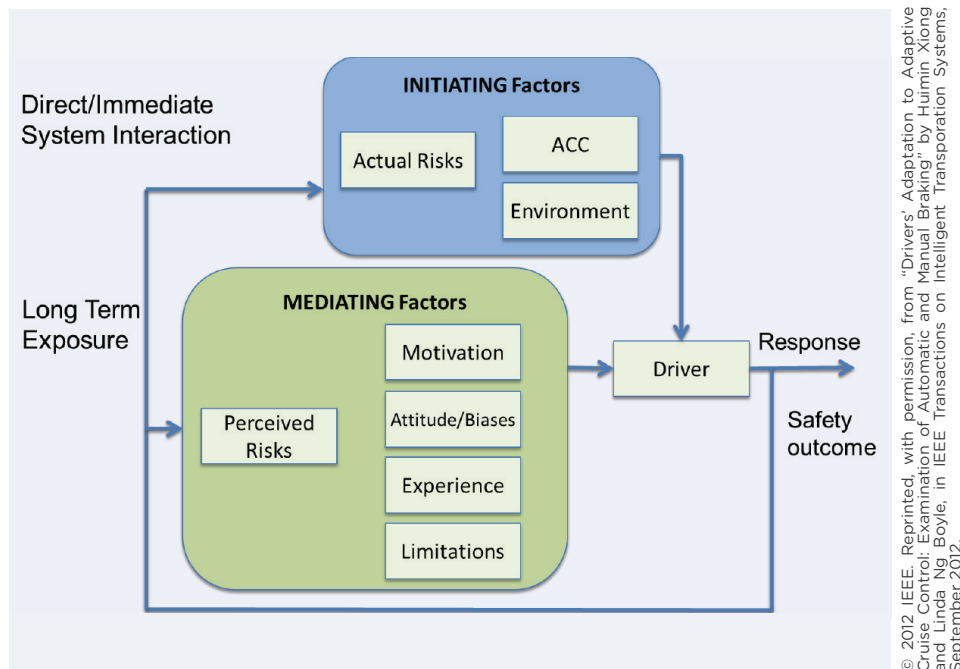 INITIATING Factors
Direct/Immediate
System Interaction
Actual Risks
ACC
Environment
Long Term
Exposure
MEDIATING Factors
Motivation
Attitude/Biases
Perceived
Risks
Experience
Limitations
Driver
Response
Safety
outcome
© 2012 IEEE. Reprinted, with permission, from “Drivers’ Adaptation to Adaptive
Cruise Control: Examination of Automatic and Manual Braking” by Huimin Xiong
and Linda Ng Boyle, in IEEE Transactions on Intelligent Transporation Systems,
September 2012.